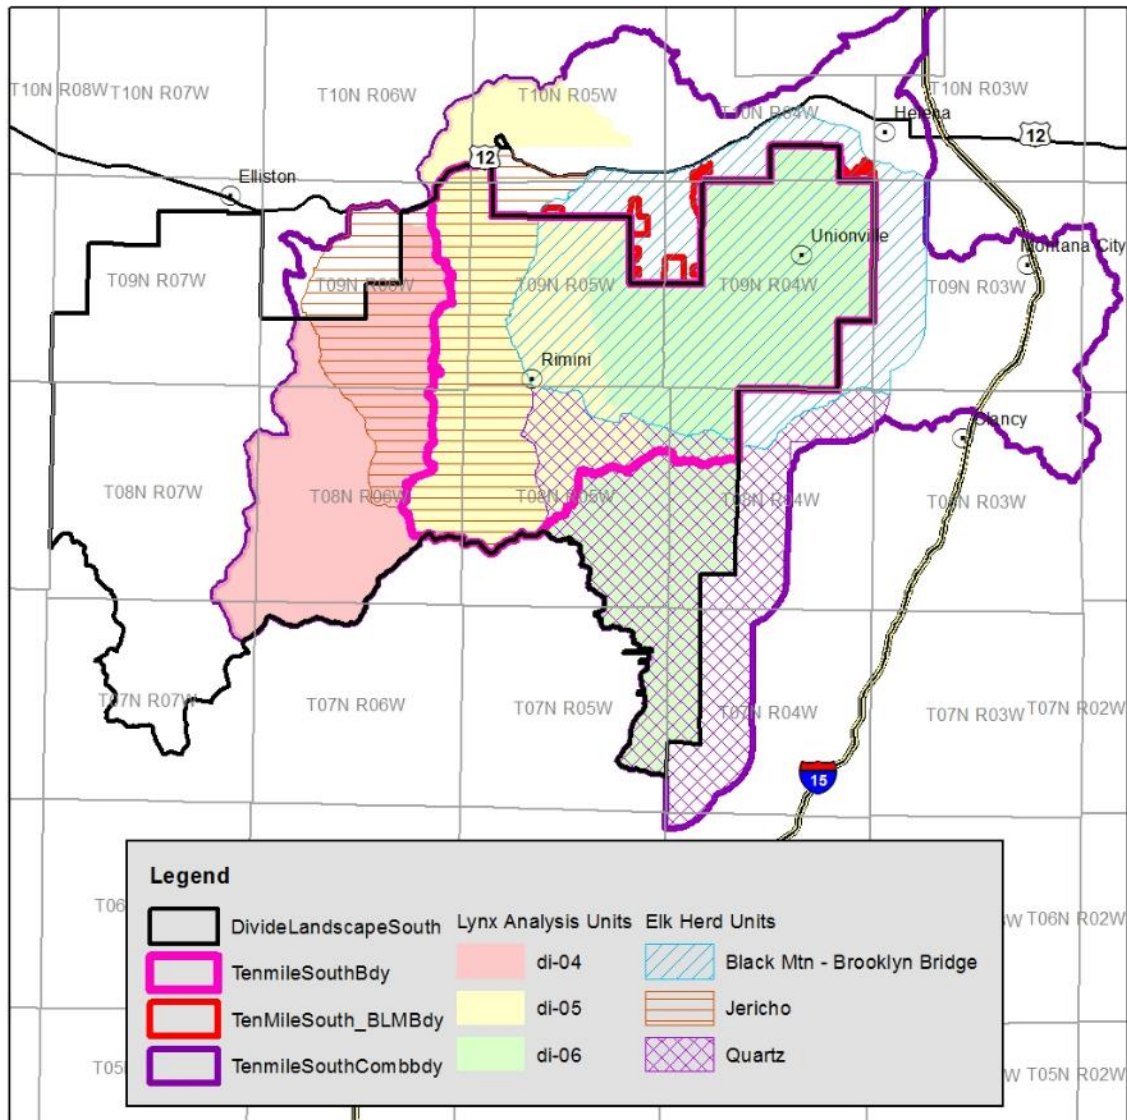 T10N R08W T10N R07W
T10N R06W
T10N R05W
T10N R04W
T10N R03W
Helena
12
12
Elliston
Unionville
Montana City
T09N R07W
T09N R06W
T09N R05W
T09N R04W
T09N R03W
Rimini
Clancy
T08N R07W
T08N R06W
T08N R05W
T08N R04W
T08N R03W
T07N R07W
T07N R06W
T07N R05W
T07N R04W
T07N R03W T07N R02W
15
Legend
DivideLandscapeSouth
TenmileSouthBdy
TenMileSouth_BLMBdy
TenmileSouthCombbdy
Lynx Analysis Units
di-04
di-05
di-06
Elk Herd Units
Black Mtn - Brooklyn Bridge
Jericho
Quartz
T06
W T06N R02W
T05
W T05N R02W